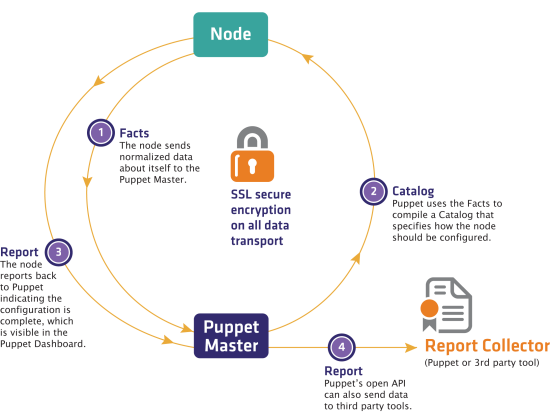 Node
1
Facts
The node sends
normalized data
about itself to the
Puppet Master.
SSL secure
encryption
on all data
transport
2
Catalog
Puppet uses the Facts to
compile a Catalog that
specifies how the node
should be configured.
Report
3
The node
reports back
to Puppet
indicating the
configuration is
complete, which
is visible in the
Puppet Dashboard.
Puppet
Master
4
Report
Puppet's open API
can also send data
to third party tools.
Report Collector
(Puppet or 3rd party tool)